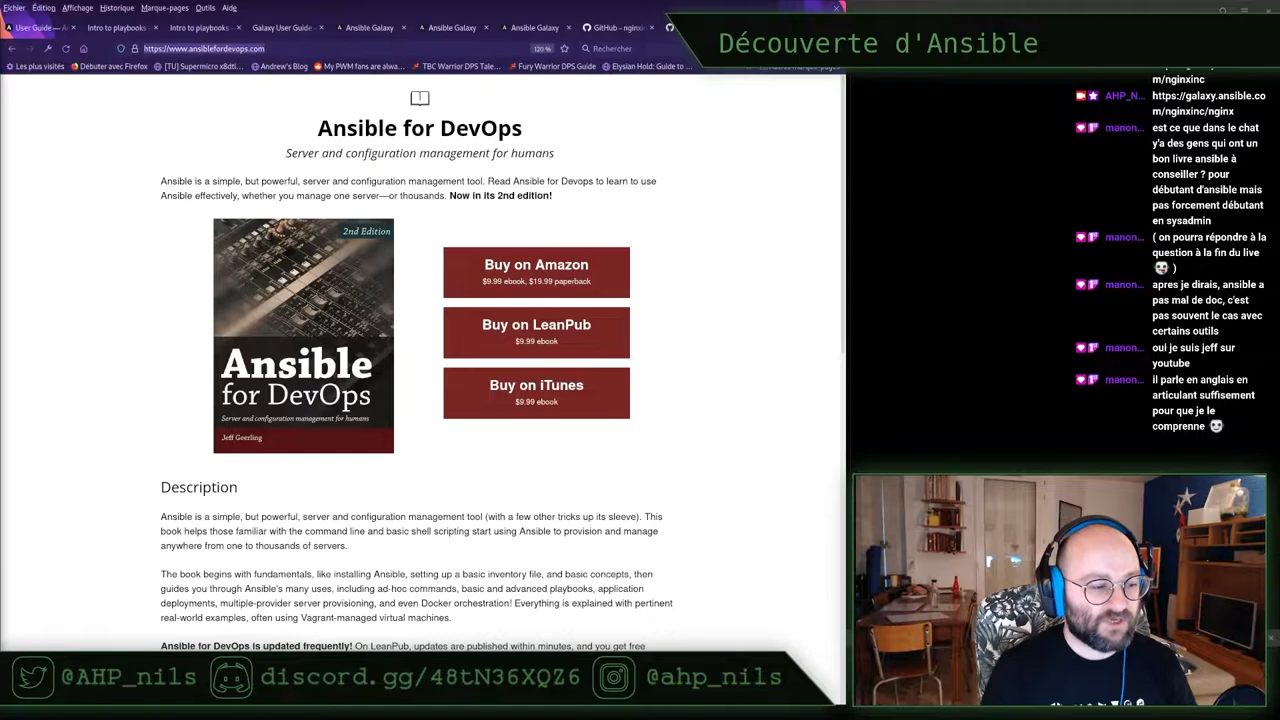 Fichier Édition Affichage Historique Marque-pages Outils Aide
User Guide — A Intro to playbooks Intro to playbooks Galaxy User Guide Ansible Galaxy Ansible Galaxy Ansible Galaxy GitHub - nginxin
https://www.ansiblefordevops.com 120 % Rechercher
Les plus visités Débuter avec Firefox [TU] Supermicro x8dtl... Andrew's Blog My PWM fans are alwa... TBC Warrior DPS Tale... Fury Warrior DPS Guide Elysian Hold: Guide to ...
Découverte d'Ansible
Ansible for DevOps
Server and configuration management for humans
Ansible is a simple, but powerful, server and configuration management tool. Read Ansible for Devops to learn to use
Ansible effectively, whether you manage one server—or thousands. Now in its 2nd edition!
2nd Edition
Ansible
for DevOps
Server and configuration management for humans
Jeff Geerling
Buy on Amazon
$9.99 ebook, $19.99 paperback
Buy on LeanPub
$9.99 ebook
Buy on iTunes
$9.99 ebook
Description
Ansible is a simple, but powerful, server and configuration management tool (with a few other tricks up its sleeve). This
book helps those familiar with the command line and basic shell scripting start using Ansible to provision and manage
anywhere from one to thousands of servers.
The book begins with fundamentals, like installing Ansible, setting up a basic inventory file, and basic concepts, then
guides you through Ansible's many uses, including ad-hoc commands, basic and advanced playbooks, application
deployments, multiple-provider server provisioning, and even Docker orchestration! Everything is explained with pertinent
real-world examples, often using Vagrant-managed virtual machines.
Ansible for DevOps is updated frequently! On LeanPub, updates are published within minutes, and you get free
m/nginxinc
AHP_N... https://galaxy.ansible.co
m/nginxinc/nginx
manon... est ce que dans le chat
y'a des gens qui ont un
bon livre ansible à
conseiller ? pour
débutant d'ansible mais
pas forcement débutant
en sysadmin
manon... ( on pourra répondre à la
question à la fin du live
)
manon... apres je dirais, ansible a
pas mal de doc, c'est
pas souvent le cas avec
certains outils
manon... oui je suis jeff sur
youtube
manon... il parle en anglais en
articulant suffisement
pour que je le
comprenne
@AHP_nils discord.gg/48tN36XQZ6 @ahp_nils